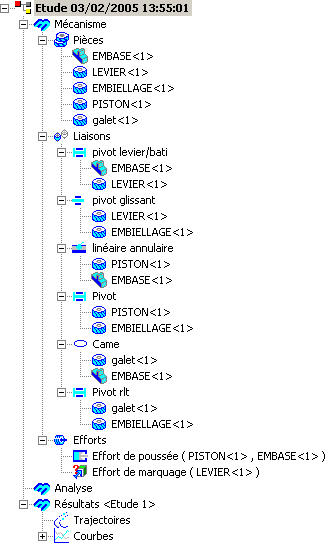 Etude 03/02/2005 13:55:01
Mécanisme
Pièces
EMBASE<1>
LEVIER<1>
EMBIELLAGE<1>
PISTON<1>
galet<1>
Liaisons
pivot levier/bati
EMBASE<1>
LEVIER<1>
pivot glissant
LEVIER<1>
EMBIELLAGE<1>
linéaire annulaire
PISTON<1>
EMBASE<1>
Pivot
PISTON<1>
EMBIELLAGE<1>
Came
galet<1>
EMBASE<1>
Pivot rlt
galet<1>
EMBIELLAGE<1>
Efforts
Effort de poussée ( PISTON<1> , EMBASE<1> )
Effort de marquage ( LEVIER<1> )
Analyse
Résultats <Etude 1>
Trajectoires
Courbes